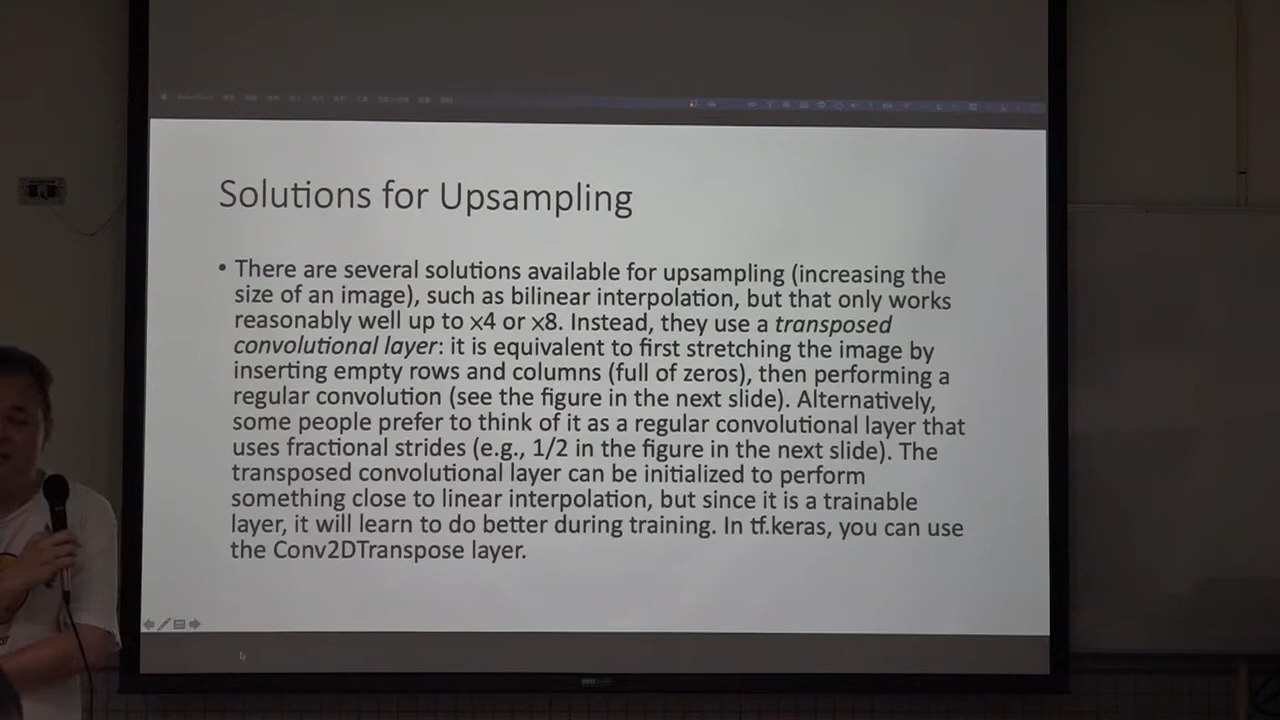 Solutions for Upsampling
• There are several solutions available for upsampling (increasing the
size of an image), such as bilinear interpolation, but that only works
reasonably well up to x4 or x8. Instead, they use a transposed
convolutional layer: it is equivalent to first stretching the image by
inserting empty rows and columns (full of zeros), then performing a
regular convolution (see the figure in the next slide). Alternatively,
some people prefer to think of it as a regular convolutional layer that
uses fractional strides (e.g., 1/2 in the figure in the next slide). The
transposed convolutional layer can be initialized to perform
something close to linear interpolation, but since it is a trainable
layer, it will learn to do better during training. In tf.keras, you can use
the Conv2DTranspose layer.